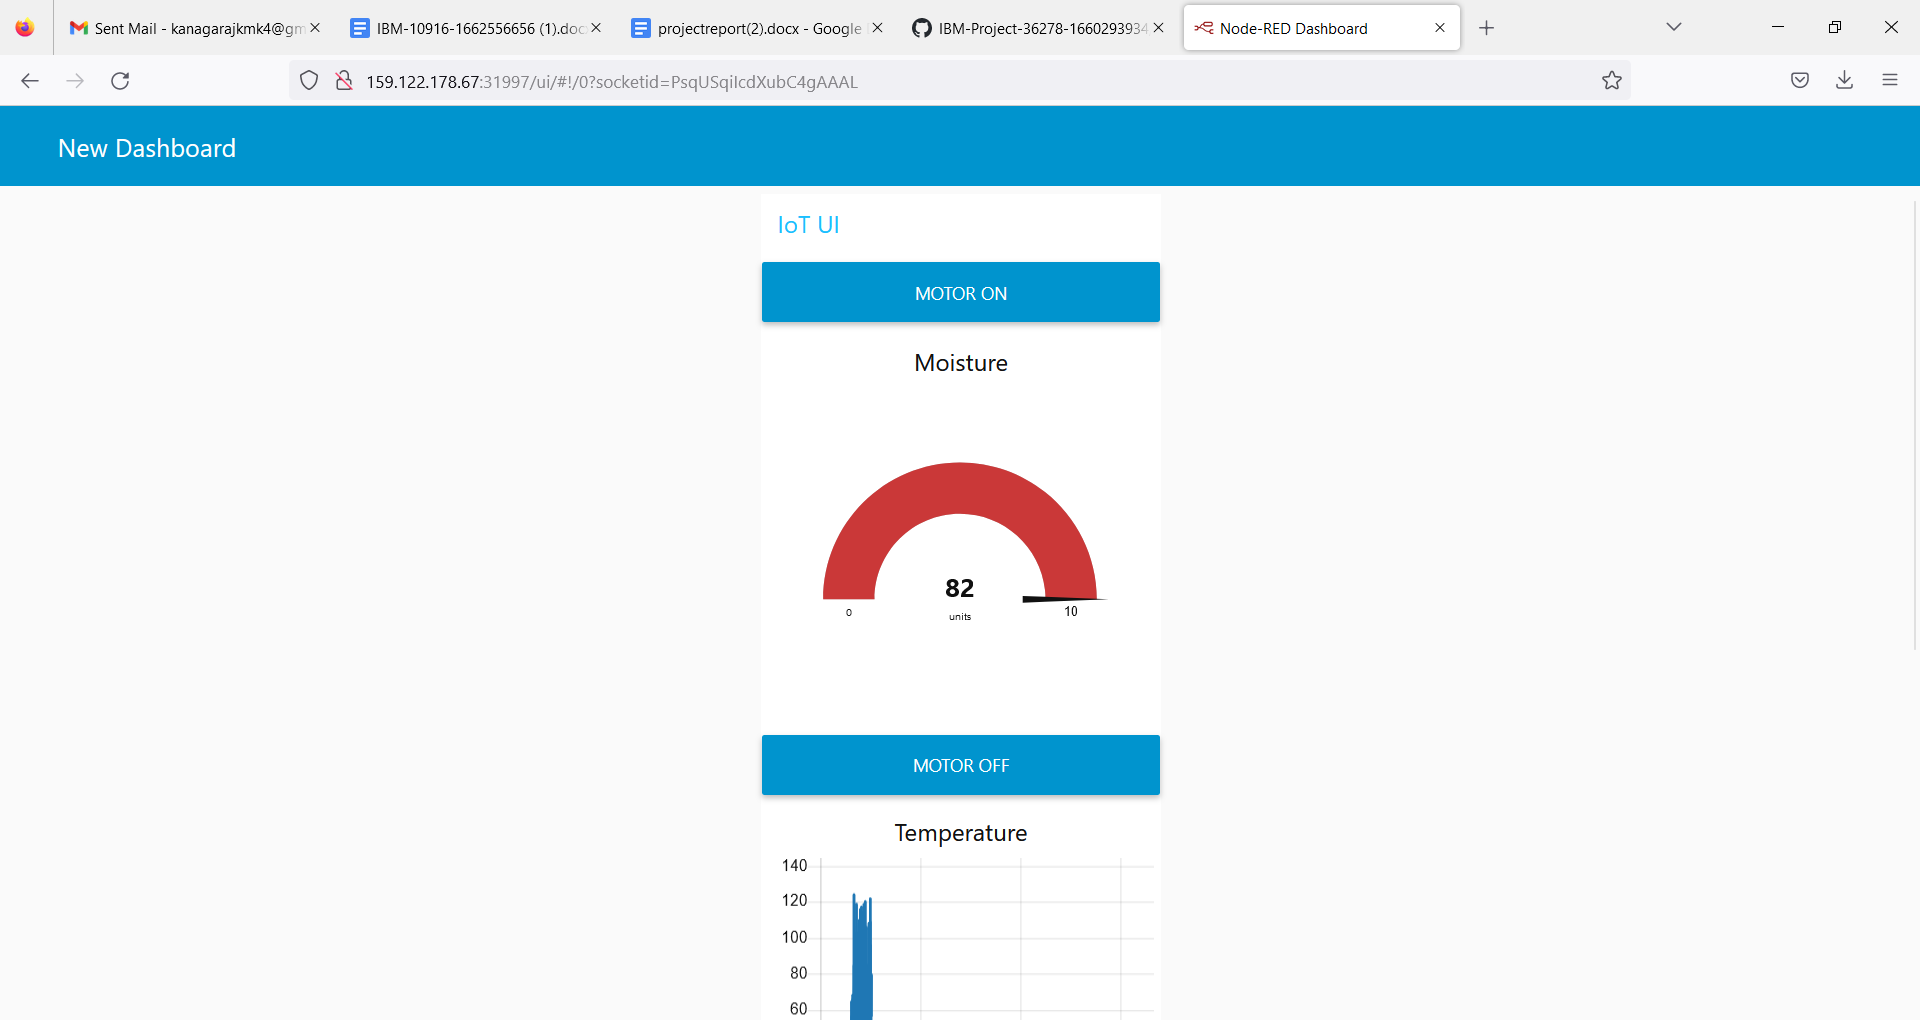 Sent Mail - kanagarajkmk4@gm
IBM-10916-1662556656 (1).doc
projectreport(2).docx - Google
IBM-Project-36278-1660293934
Node-RED Dashboard
159.122.178.67:31997/ui/#!/0?socketid=PsqUSqiIcdXubC4gAAAL
New Dashboard
IoT UI
MOTOR ON
Moisture
82
units
0
10
MOTOR OFF
Temperature
140
120
100
80
60